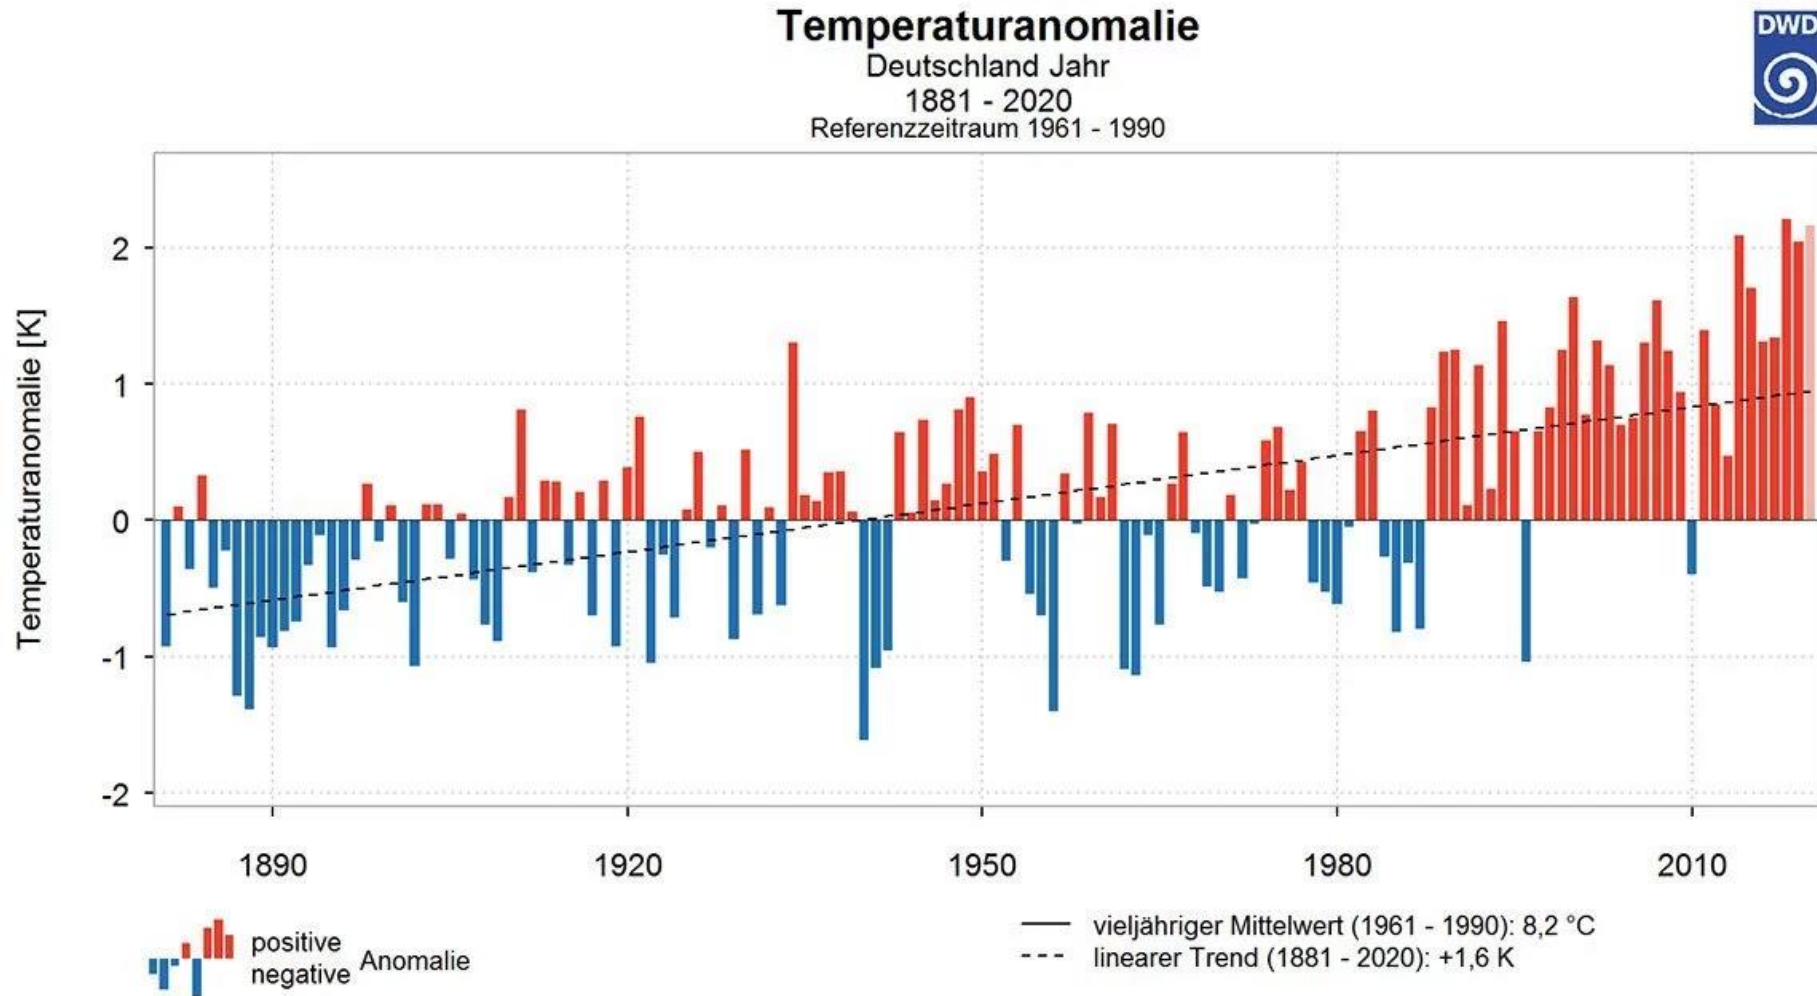 Temperaturanomalie
Deutschland Jahr
1881 - 2020
Referenzzeitraum 1961 - 1990
DWD
Temperaturanomalie [K]
2
1
0
-1
-2
1890
1920
1950
1980
2010
positive
negative
Anomalie
vieljähriger Mittelwert (1961 - 1990): 8,2 °C
linearer Trend (1881 - 2020): +1,6 K